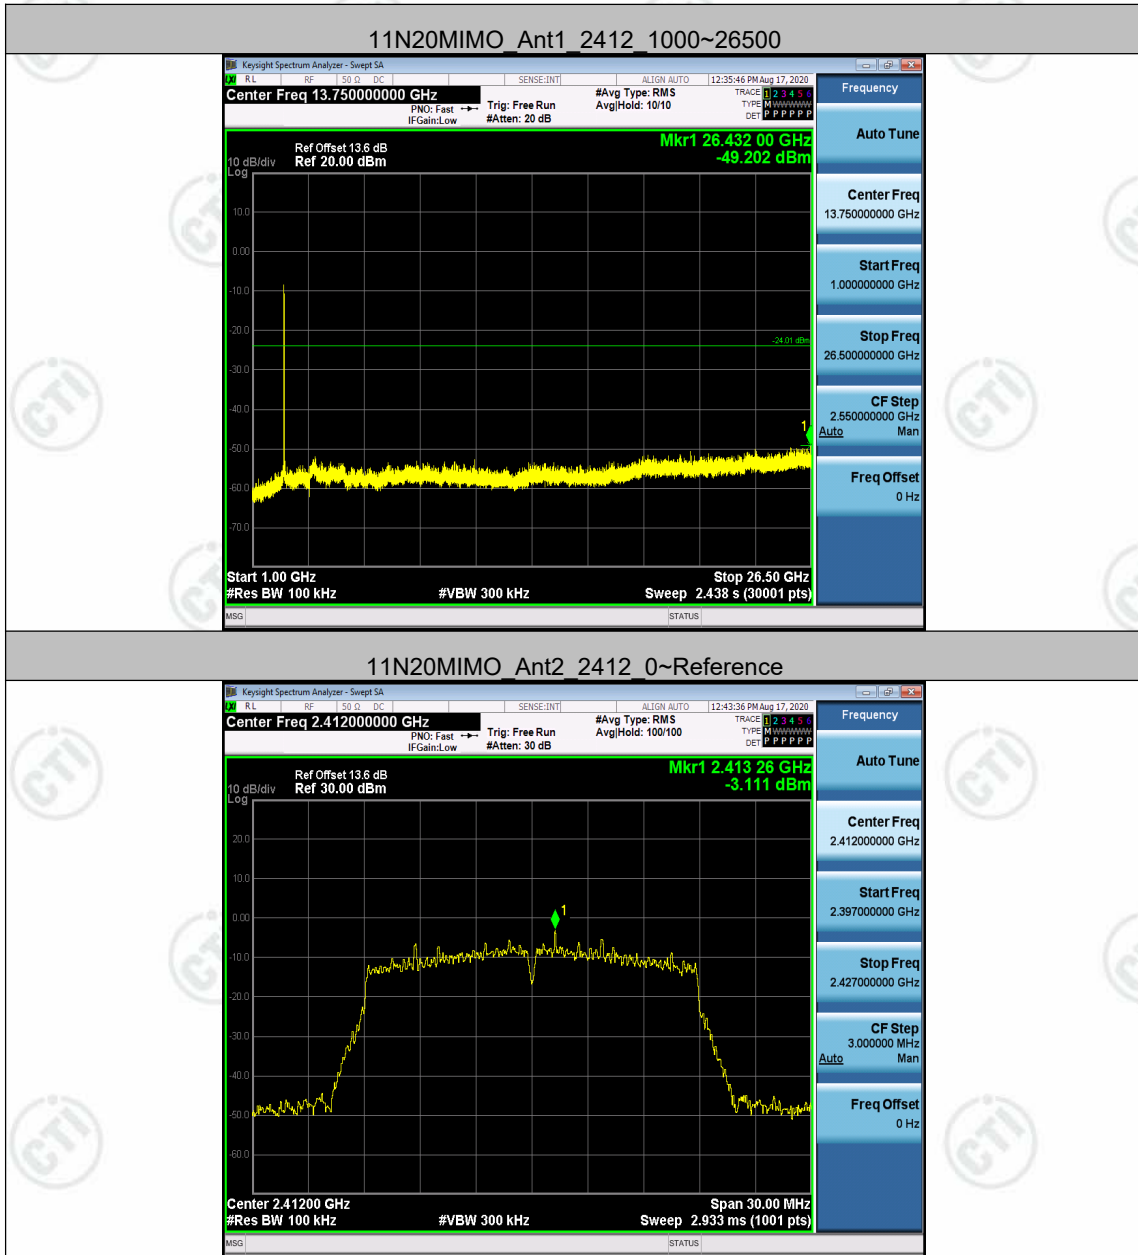 11N20MIMO_Ant1_2412_1000~26500
Keysight Spectrum Analyzer - Swept SA
LXI RL RF 50 Ω DC SENSE:INT ALIGN AUTO 12:35:46 PM Aug 17, 2020
Center Freq 13.750000000 GHz
PNO: Fast
IFGain:Low
Trig: Free Run
#Atten: 20 dB
#Avg Type: RMS
Avg|Hold: 10/10
TRACE 1 2 3 4 5 6
TYPE M WWWWW
DET P P P P P P
Frequency
Auto Tune
Center Freq
13.750000000 GHz
Start Freq
1.000000000 GHz
Stop Freq
26.500000000 GHz
CF Step
2.550000000 GHz
Auto Man
Freq Offset
0 Hz
Mkr1 26.432 00 GHz
-49.202 dBm
Ref Offset 13.6 dB
10 dB/div Ref 20.00 dBm
Log
10.0
0.00
-10.0
-20.0
-24.01 dBm
-30.0
-40.0
1
-50.0
-60.0
-70.0
Start 1.00 GHz Stop 26.50 GHz
#Res BW 100 kHz #VBW 300 kHz Sweep 2.438 s (30001 pts)
MSG STATUS
11N20MIMO_Ant2_2412_0~Reference
Keysight Spectrum Analyzer - Swept SA
LXI RL RF 50 Ω DC SENSE:INT ALIGN AUTO 12:43:36 PM Aug 17, 2020
Center Freq 2.412000000 GHz
PNO: Fast
IFGain:Low
Trig: Free Run
#Atten: 30 dB
#Avg Type: RMS
Avg|Hold: 100/100
TRACE 1 2 3 4 5 6
TYPE M WWWWW
DET P P P P P P
Frequency
Auto Tune
Center Freq
2.412000000 GHz
Start Freq
2.397000000 GHz
Stop Freq
2.427000000 GHz
CF Step
3.000000 MHz
Auto Man
Freq Offset
0 Hz
Mkr1 2.413 26 GHz
-3.111 dBm
Ref Offset 13.6 dB
10 dB/div Ref 30.00 dBm
Log
20.0
10.0
0.00
1
-10.0
-20.0
-30.0
-40.0
-50.0
-60.0
Center 2.41200 GHz Span 30.00 MHz
#Res BW 100 kHz #VBW 300 kHz Sweep 2.933 ms (1001 pts)
MSG STATUS
CTI